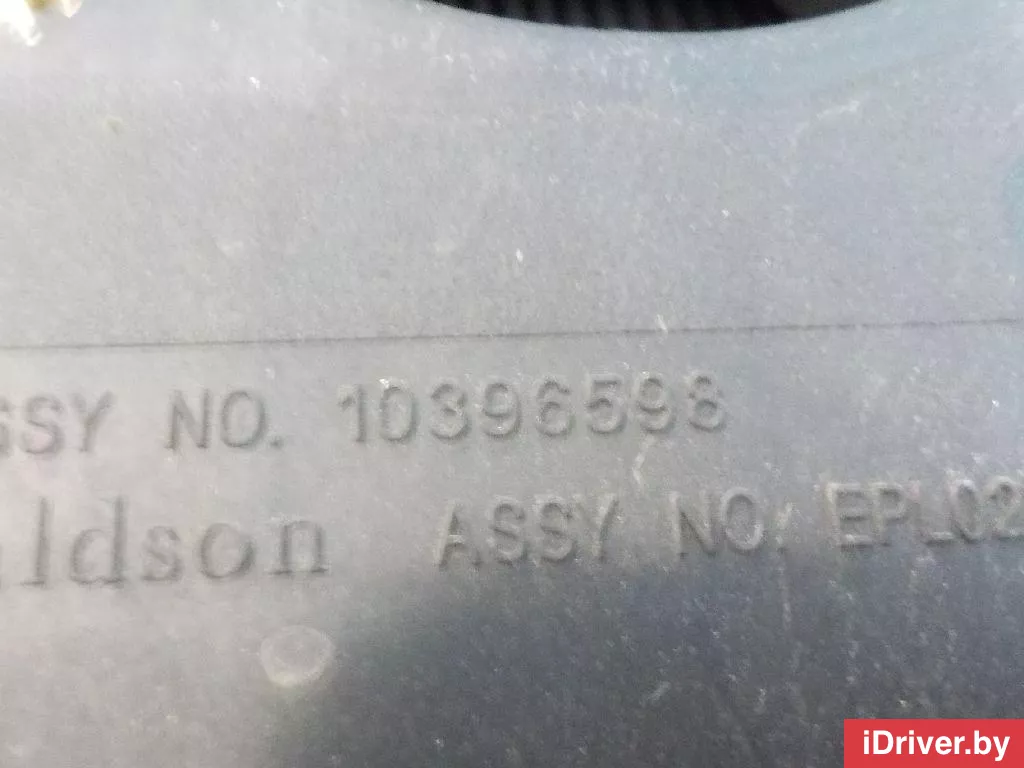 SSY NO. 10396598
ldson ASSY NO. EPL02
iDriver.by